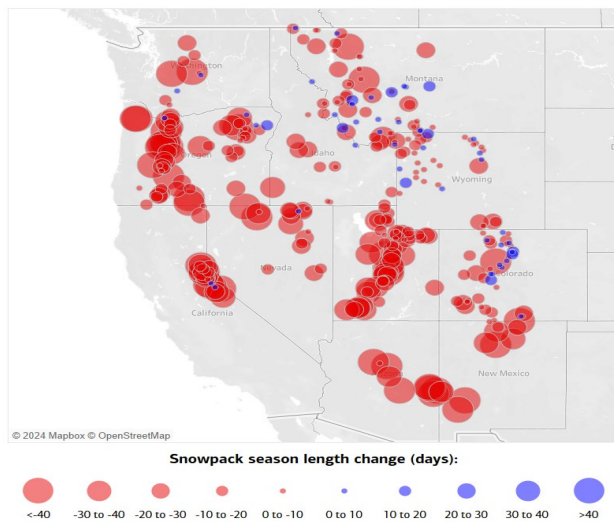 Washington
Montana
Oregon
Idaho
Wyoming
Nevada
Colorado
California
New Mexico
© 2024 Mapbox © OpenStreetMap
Snowpack season length change (days):
<-40 -30 to -40 -20 to -30 -10 to -20 0 to -10 0 to 10 10 to 20 20 to 30 30 to 40 >40